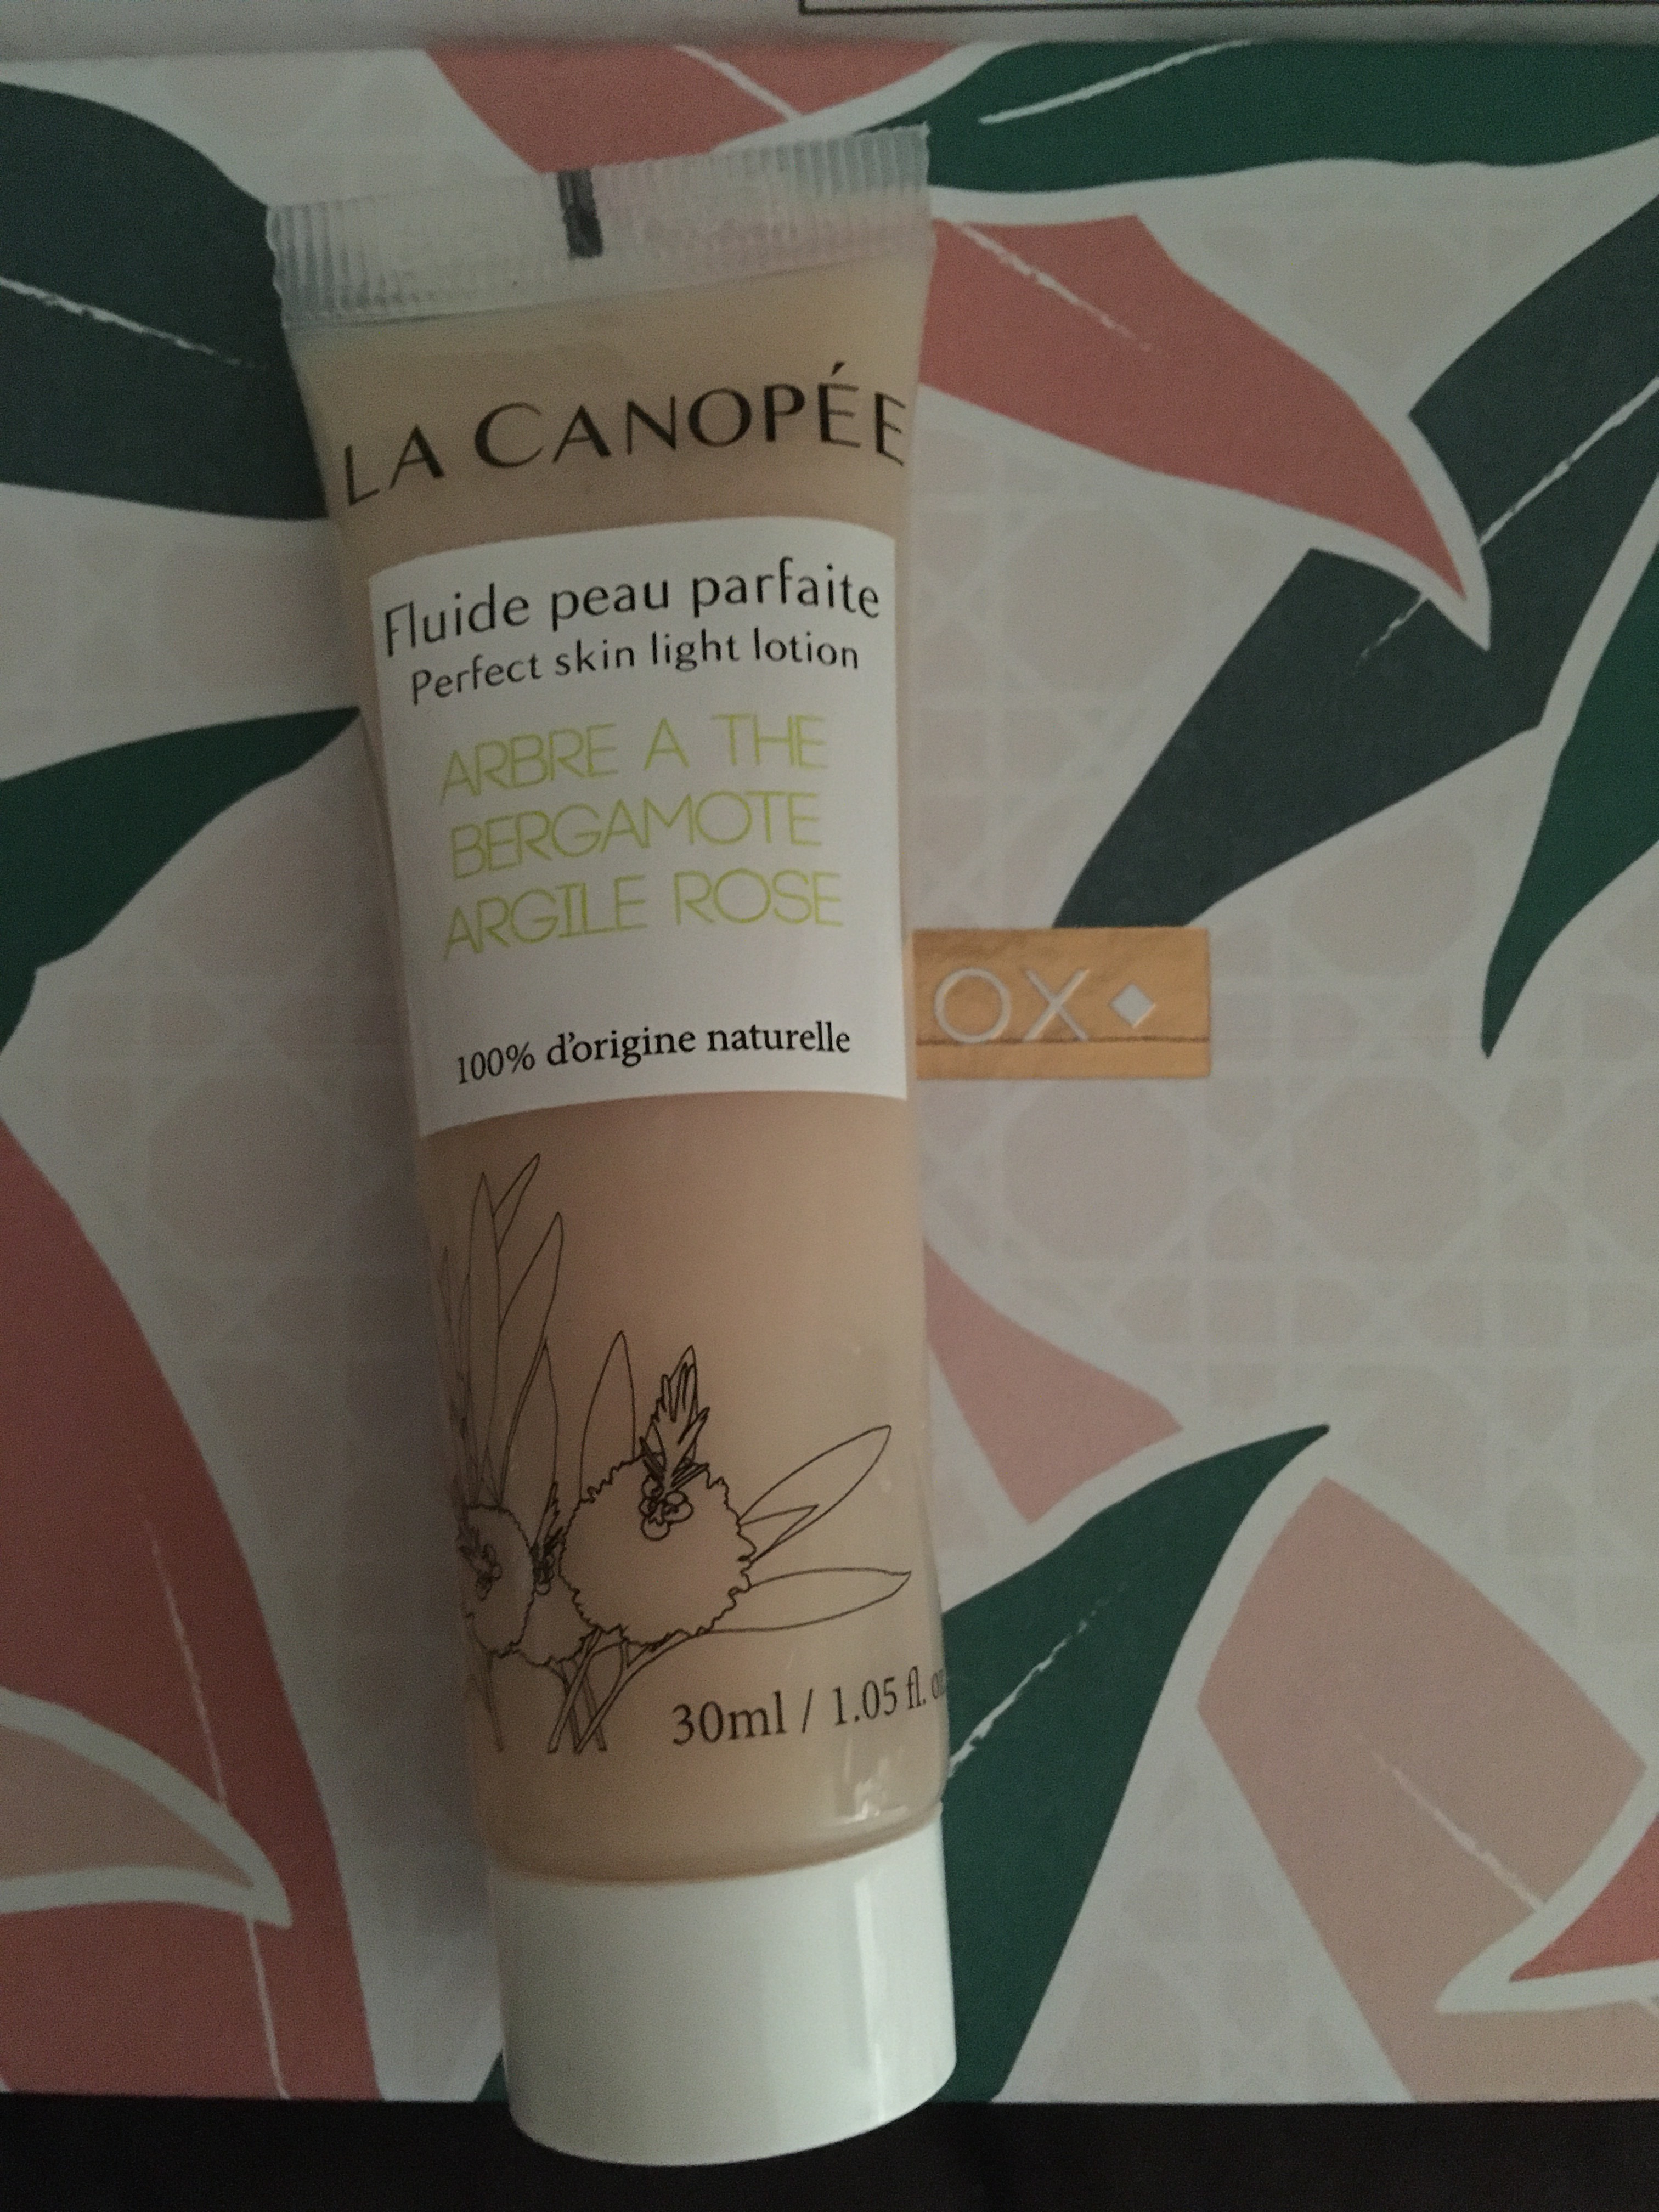 LA CANOPÉE
Fluide peau parfaite
Perfect skin light lotion
ARBRE A THE
BERGAMOTE
ARGILE ROSE
100% d'origine naturelle
OX
30ml / 1.05 fl.